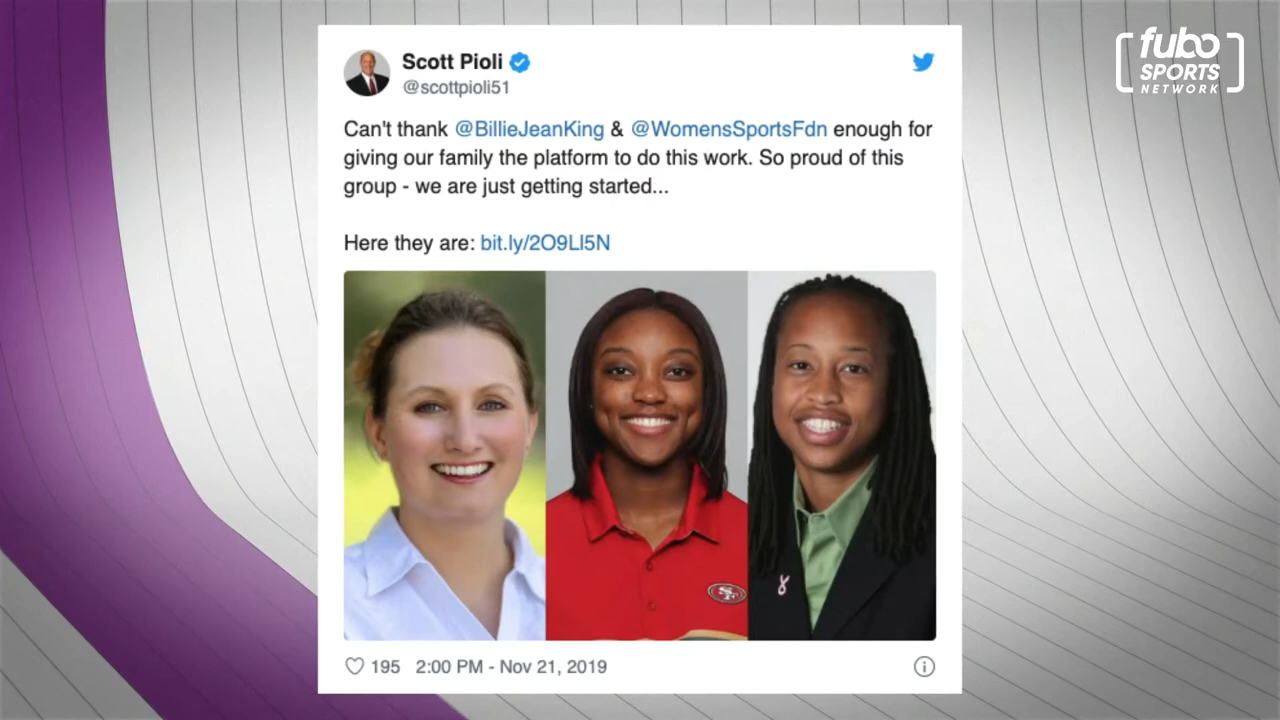 fubo
SPORTS
NETWORK
Scott Pioli
@scottpioli51
Can't thank @BillieJeanKing & @WomensSportsFdn enough for
giving our family the platform to do this work. So proud of this
group - we are just getting started...
Here they are: bit.ly/2O9Ll5N
SF
195 2:00 PM - Nov 21, 2019